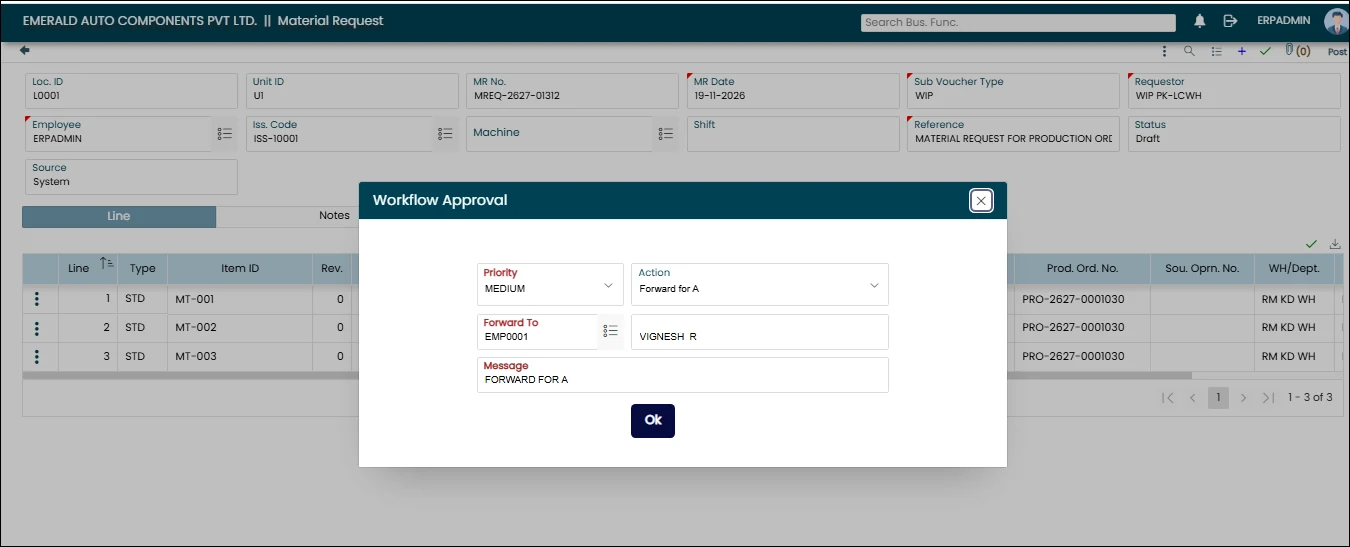 EMERALD AUTO COMPONENTS PVT LTD. || Material Request
Search Bus. Func.
ERPADMIN
(0)
Post
Loc. ID
L0001
Unit ID
U1
MR No.
MREQ-2627-01312
MR Date
19-11-2026
Sub Voucher Type
WIP
Requestor
WIP PK-LCWH
Employee
ERPADMIN
Iss. Code
ISS-10001
Machine
Shift
Reference
MATERIAL REQUEST FOR PRODUCTION ORD
Status
Draft
Source
System
Workflow Approval
Line
Notes
Priority
MEDIUM
Action
Forward for A
Forward To
EMP0001
VIGNESH R
Message
FORWARD FOR A
Ok
Line Type Item ID Rev. Prod. Ord. No. Sou. Oprn. No. WH/Dept.
1 STD MT-001 0 PRO-2627-0001030 RM KD WH
2 STD MT-002 0 PRO-2627-0001030 RM KD WH
3 STD MT-003 0 PRO-2627-0001030 RM KD WH
1 1 - 3 of 3